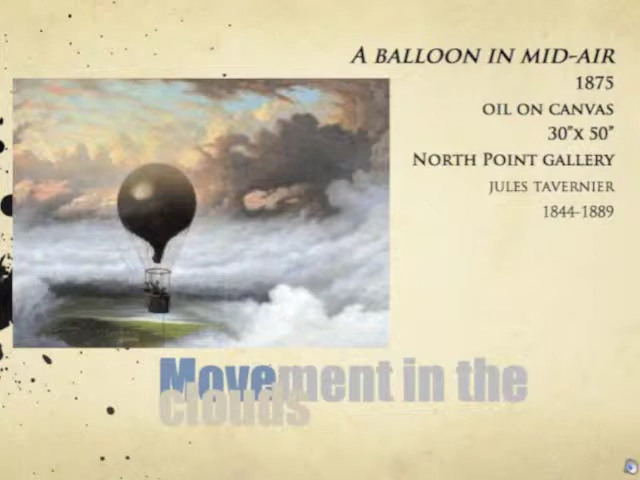 A BALLOON IN MID-AIR
1875
OIL ON CANVAS
30"X 50"
NORTH POINT GALLERY
JULES TAVERNIER
1844-1889
Movement in the
clouds